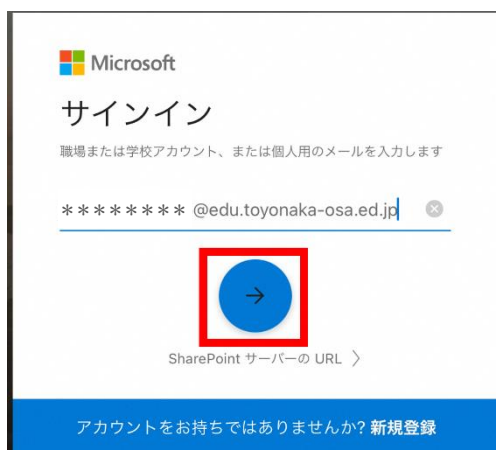 Microsoft
サインイン
職場または学校アカウント、または個人用のメールを入力します
＊＊＊＊＊＊＊＊ @edu.toyonaka-osa.ed.jp
SharePoint サーバーの URL 〉
アカウントをお持ちではありませんか? 新規登録